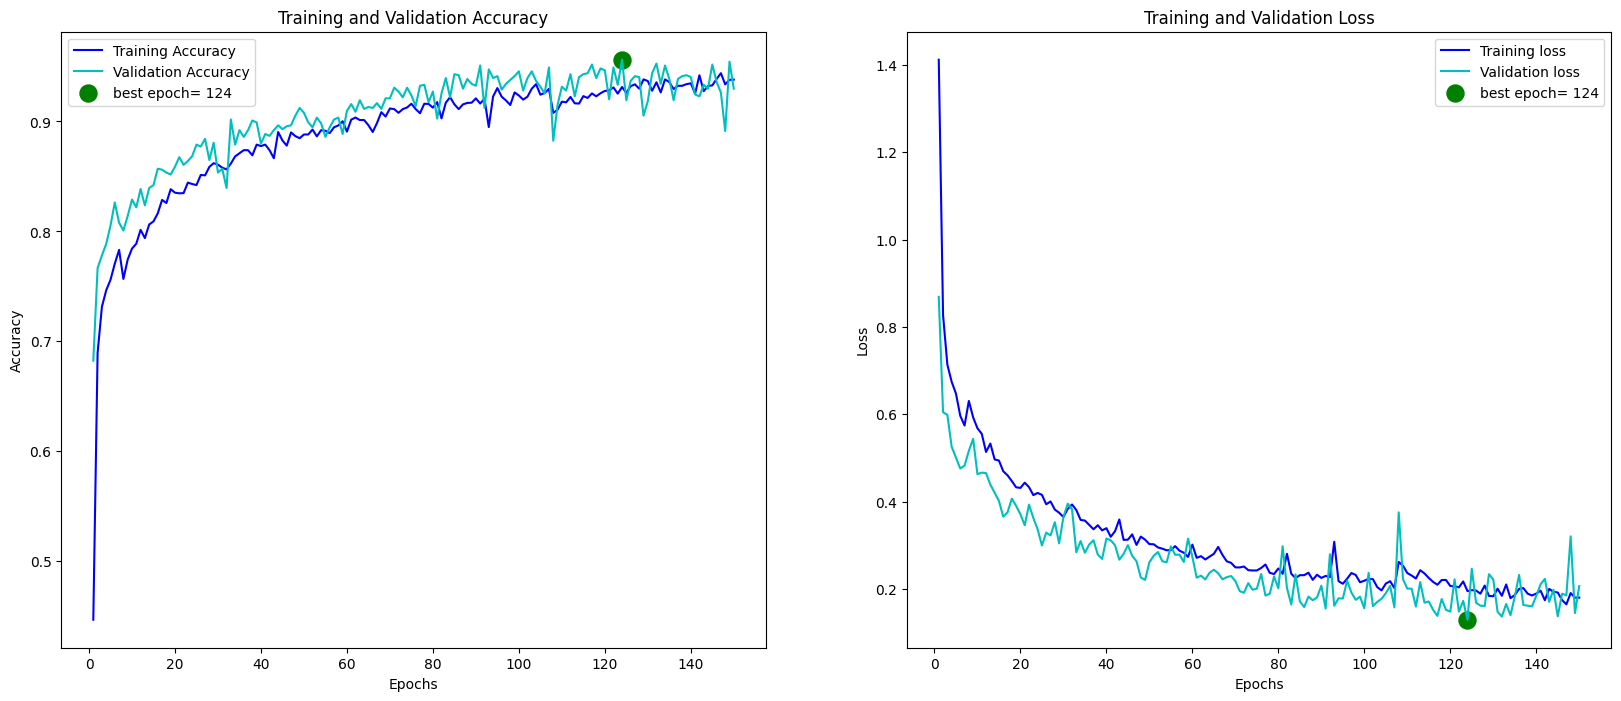 Training and Validation Accuracy
Training Accuracy
Validation Accuracy
best epoch= 124
0.9
0.8
0.7
0.6
0.5
Accuracy
0 20 40 60 80 100 120 140
Epochs
Training and Validation Loss
Training loss
Validation loss
best epoch= 124
1.4
1.2
1.0
0.8
0.6
0.4
0.2
Loss
0 20 40 60 80 100 120 140
Epochs